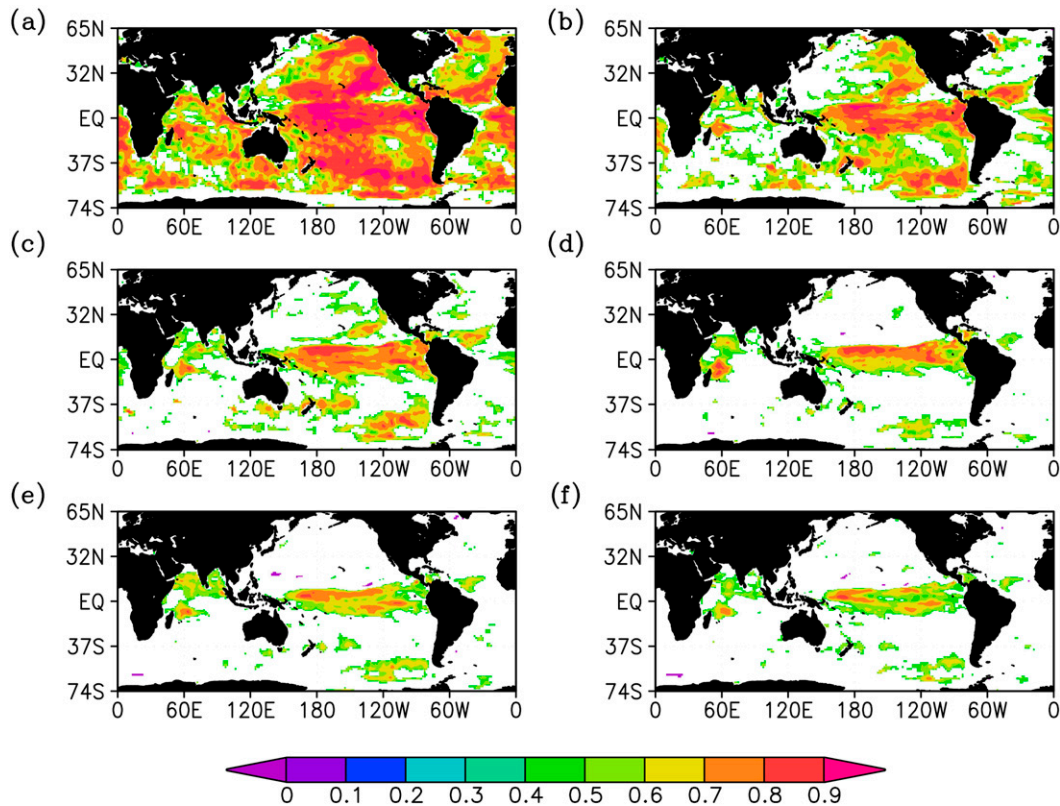 (a) (b)
65N 65N
32N 32N
EQ EQ
37S 37S
74S 74S
0 60E 120E 180 120W 60W 0 0 60E 120E 180 120W 60W 0
(c) (d)
65N 65N
32N 32N
EQ EQ
37S 37S
74S 74S
0 60E 120E 180 120W 60W 0 0 60E 120E 180 120W 60W 0
(e) (f)
65N 65N
32N 32N
EQ EQ
37S 37S
74S 74S
0 60E 120E 180 120W 60W 0 0 60E 120E 180 120W 60W 0
0 0.1 0.2 0.3 0.4 0.5 0.6 0.7 0.8 0.9